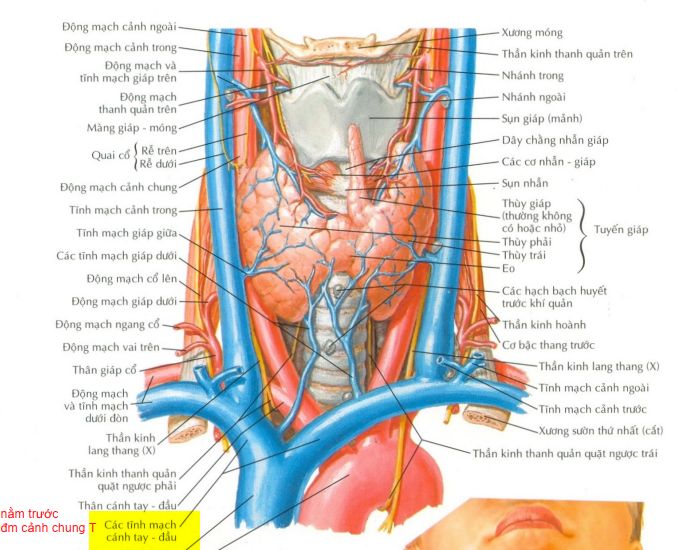 Động mạch cảnh ngoài
Động mạch cảnh trong
Động mạch và
tĩnh mạch giáp trên
Động mạch
thanh quản trên
Màng giáp - móng
Quai cổ { Rễ trên
Rễ dưới
Động mạch cảnh chung
Tĩnh mạch cảnh trong
Tĩnh mạch giáp giữa
Các tĩnh mạch giáp dưới
Động mạch cổ lên
Động mạch giáp dưới
Động mạch ngang cổ
Động mạch vai trên
Thân giáp cổ
Động mạch
và tĩnh mạch
dưới đòn
Thần kinh
lang thang (X)
Thần kinh thanh quản
quặt ngược phải
Thân cánh tay - đầu
Các tĩnh mạch
cánh tay - đầu
nằm trước
đm cảnh chung T
Xương móng
Thần kinh thanh quản trên
Nhánh trong
Nhánh ngoài
Sụn giáp (mảnh)
Dây chằng nhẫn giáp
Các cơ nhẫn - giáp
Sụn nhẫn
Thùy giáp
(thường không
có hoặc nhỏ)
Thùy phải
Thùy trái
Eo
Tuyến giáp
Các hạch bạch huyết
trước khí quản
Thần kinh hoành
Cơ bậc thang trước
Thần kinh lang thang (X)
Tĩnh mạch cảnh ngoài
Tĩnh mạch cảnh trước
Xương sườn thứ nhất (cắt)
Thần kinh thanh quản quặt ngược trái